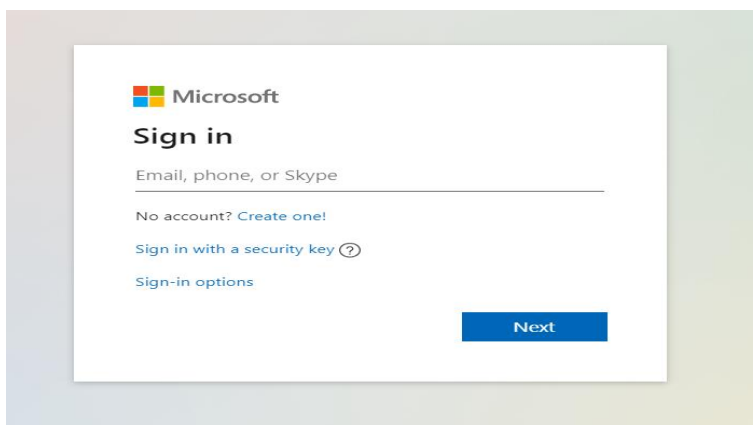 Microsoft
Sign in
Email, phone, or Skype
No account? Create one!
Sign in with a security key ?
Sign-in options
Next